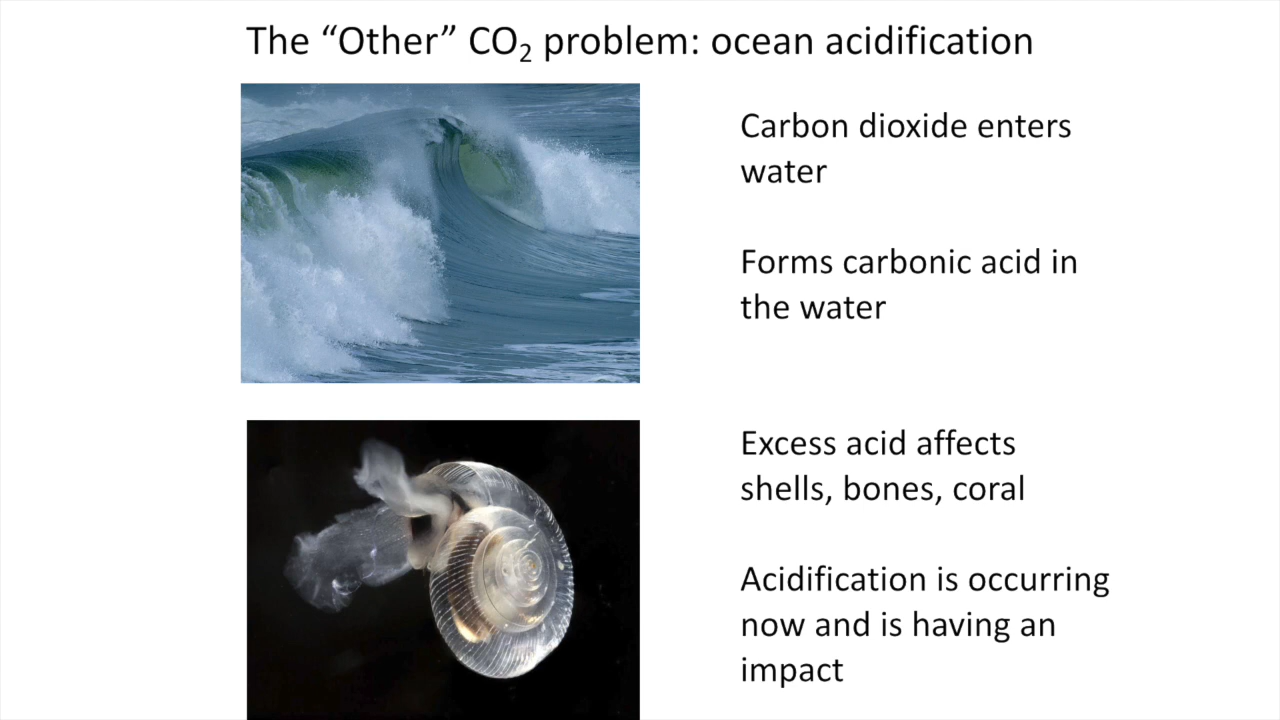 The “Other” CO₂ problem: ocean acidification
Carbon dioxide enters
water
Forms carbonic acid in
the water
Excess acid affects
shells, bones, coral
Acidification is occurring
now and is having an
impact